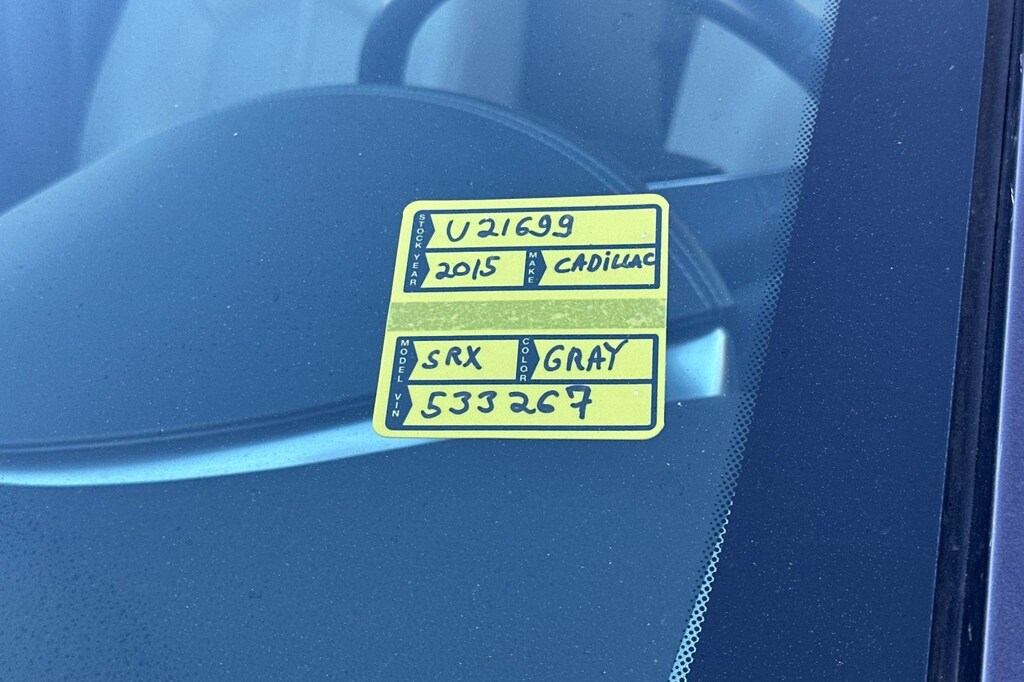 STOCK U21699
YEAR 2015 MAKE CADiLLAC
MODEL SRX COLOR GRAY
VIN 533267